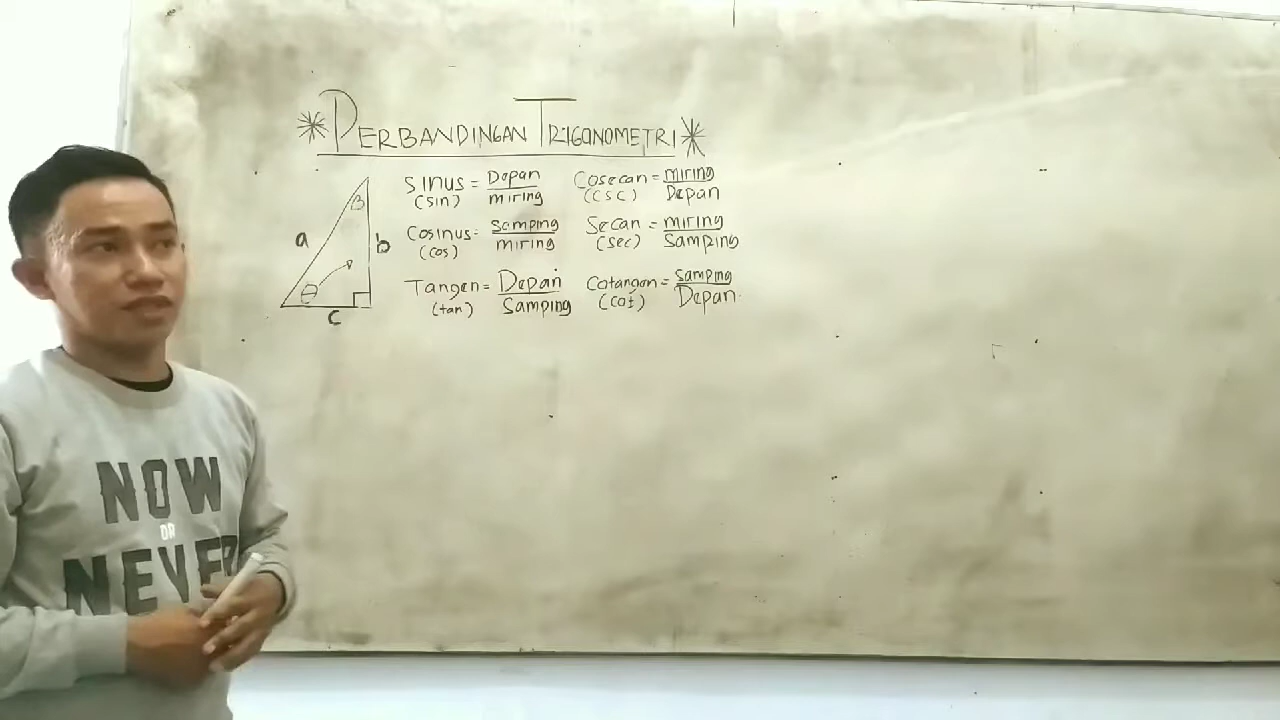 *PERBANDINGAN TRIGONOMETRI*
a
B
b
θ
c
Sinus = Depan / miring
(sin)
Cosecan = miring / Depan
(csc)
Cosinus = samping / miring
(cos)
Secan = miring / Samping
(sec)
Tangen = Depan / Samping
(tan)
Cotangan = samping / Depan
(cot)
NOW
OR
NEVER